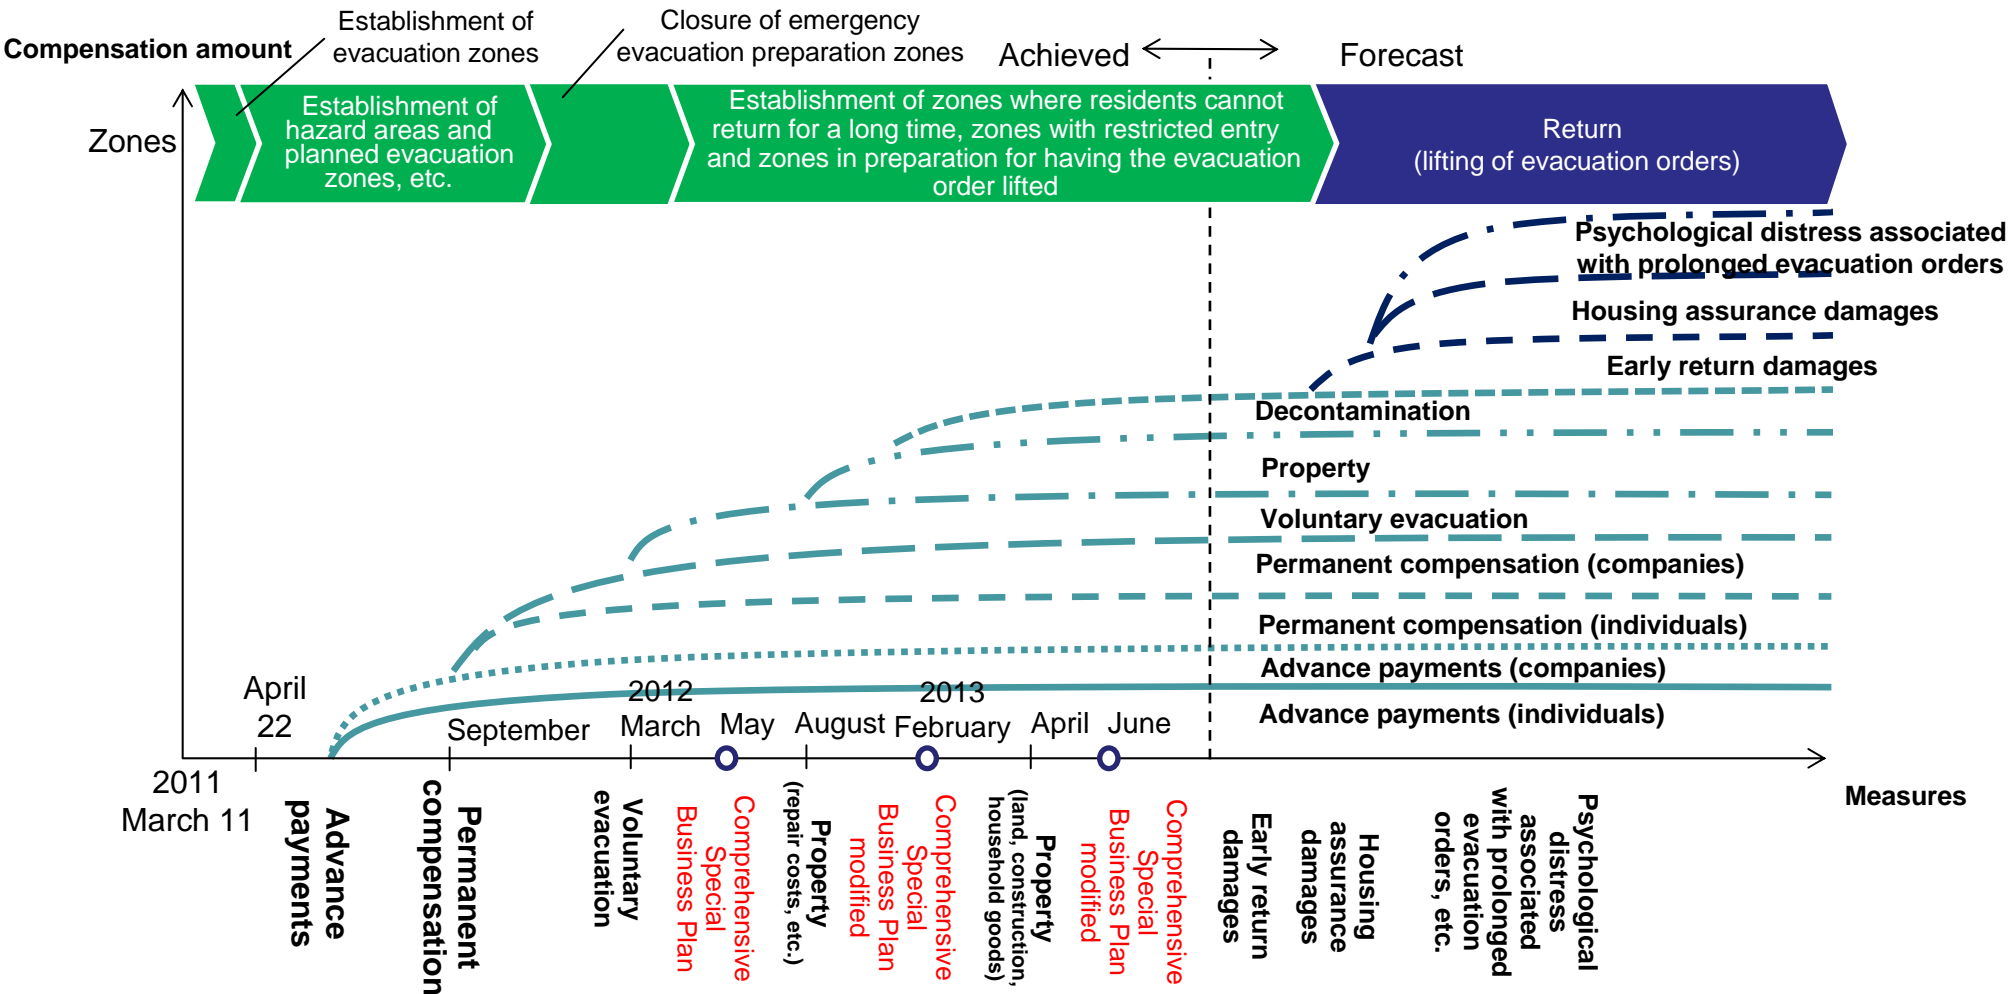 Establishment of
evacuation zones
Closure of emergency
evacuation preparation zones
Compensation amount
Achieved
Forecast
Zones
Establishment of
hazard areas and
planned evacuation
zones, etc.
Establishment of zones where residents cannot
return for a long time, zones with restricted entry
and zones in preparation for having the evacuation
order lifted
Return
(lifting of evacuation orders)
Psychological distress associated
with prolonged evacuation orders
Housing assurance damages
Early return damages
Decontamination
Property
Voluntary evacuation
Permanent compensation (companies)
Permanent compensation (individuals)
Advance payments (companies)
Advance payments (individuals)
2011
March 11
April
22
September
2012
March
May
August
2013
February
April
June
Measures
Advance
payments
Permanent
compensation
Voluntary
evacuation
Comprehensive
Special
Business Plan
Property
(repair costs, etc.)
Comprehensive
Special
Business Plan
modified
Property
(land, construction,
household goods)
Comprehensive
Special
Business Plan
modified
Early return
damages
Housing
assurance
damages
Psychological
distress
associated
with prolonged
evacuation
orders, etc.